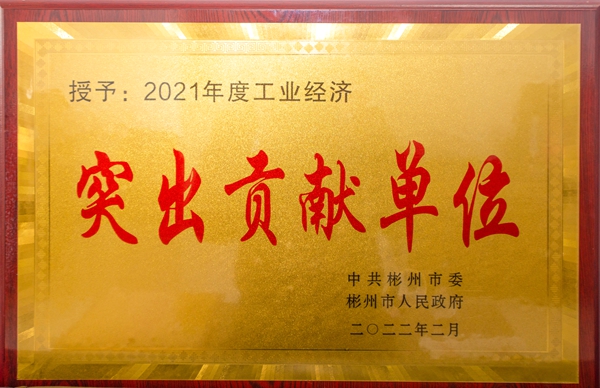 授予：2021年度工业经济
突出贡献单位
中共彬州市委
彬州市人民政府
二〇二二年二月